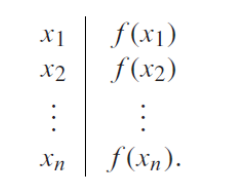 x₁ f(x₁)
x₂ f(x₂)
⋮ ⋮
xₙ f(xₙ).